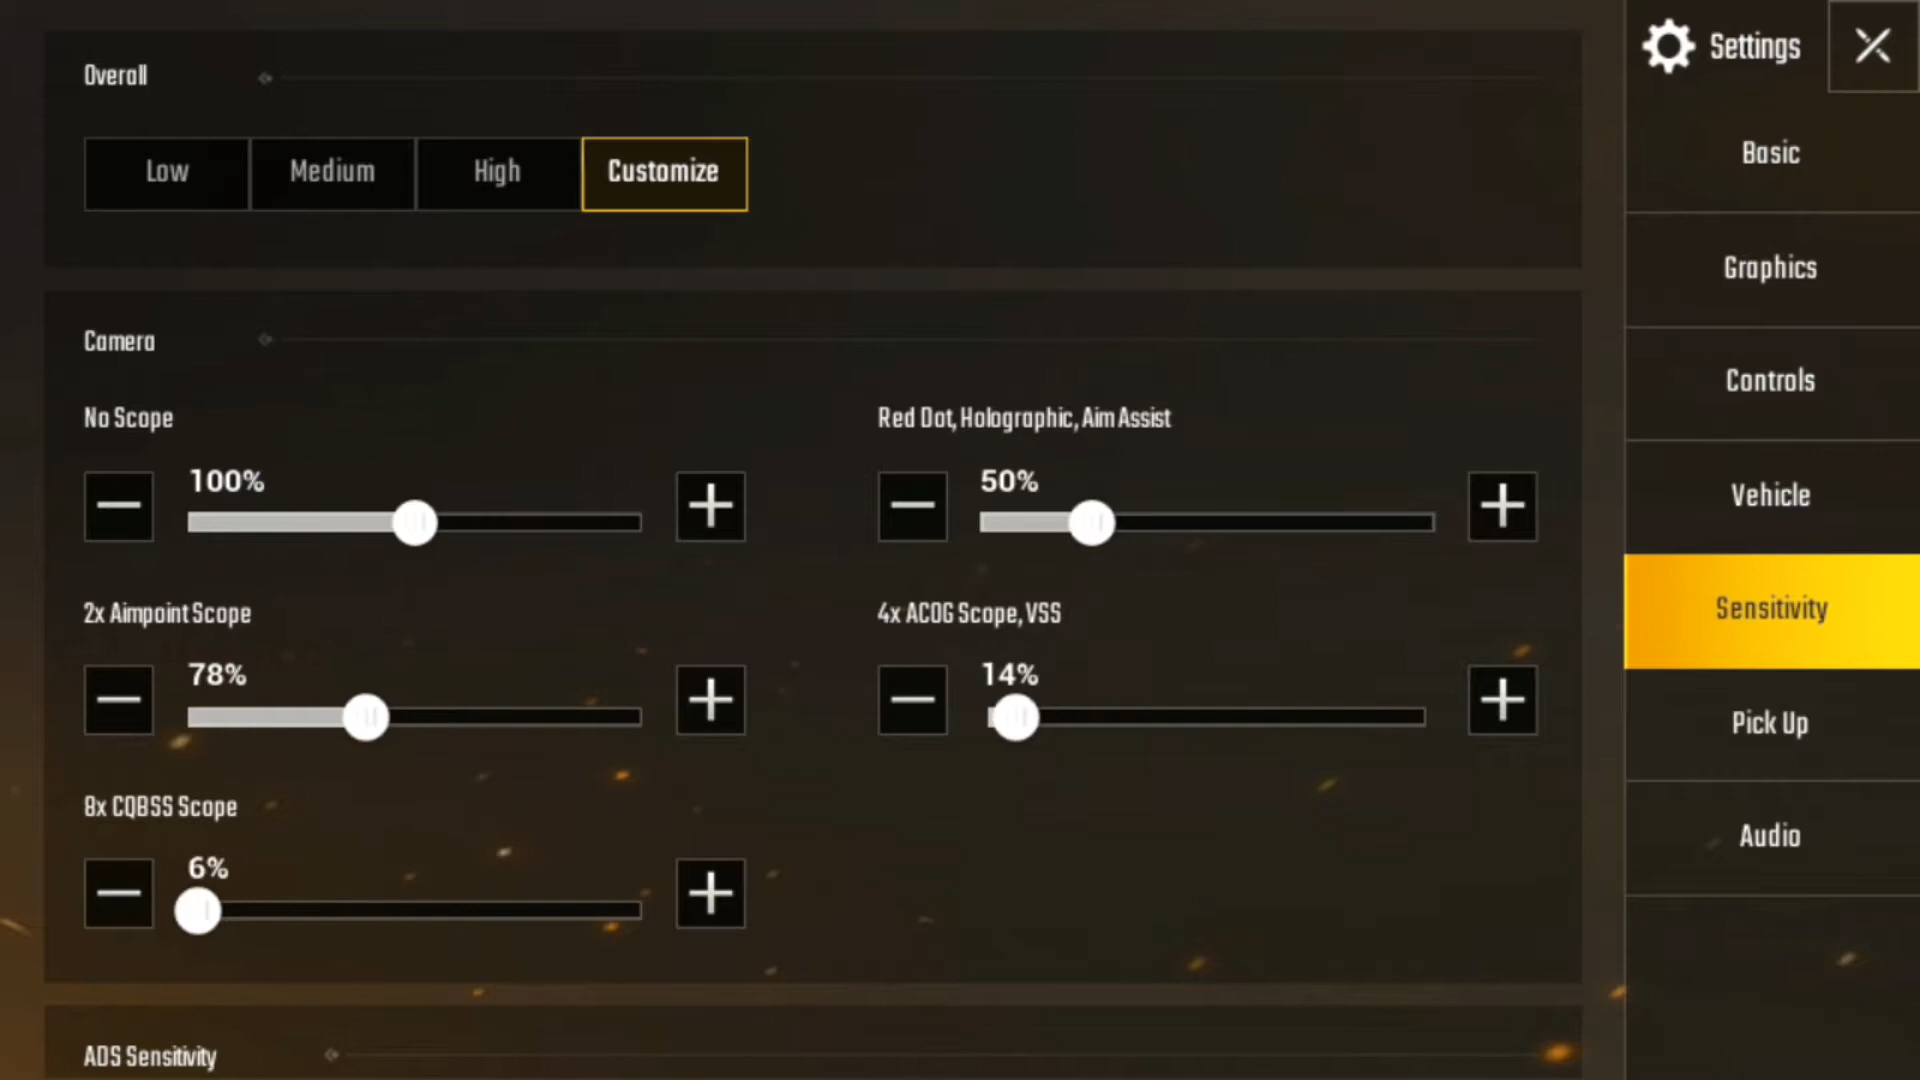 Overall
Low
Medium
High
Customize
Camera
No Scope
100%
Red Dot, Holographic, Aim Assist
50%
2x Aimpoint Scope
78%
4x ACOG Scope, VSS
14%
8x CQBSS Scope
6%
ADS Sensitivity
Settings
Basic
Graphics
Controls
Vehicle
Sensitivity
Pick Up
Audio